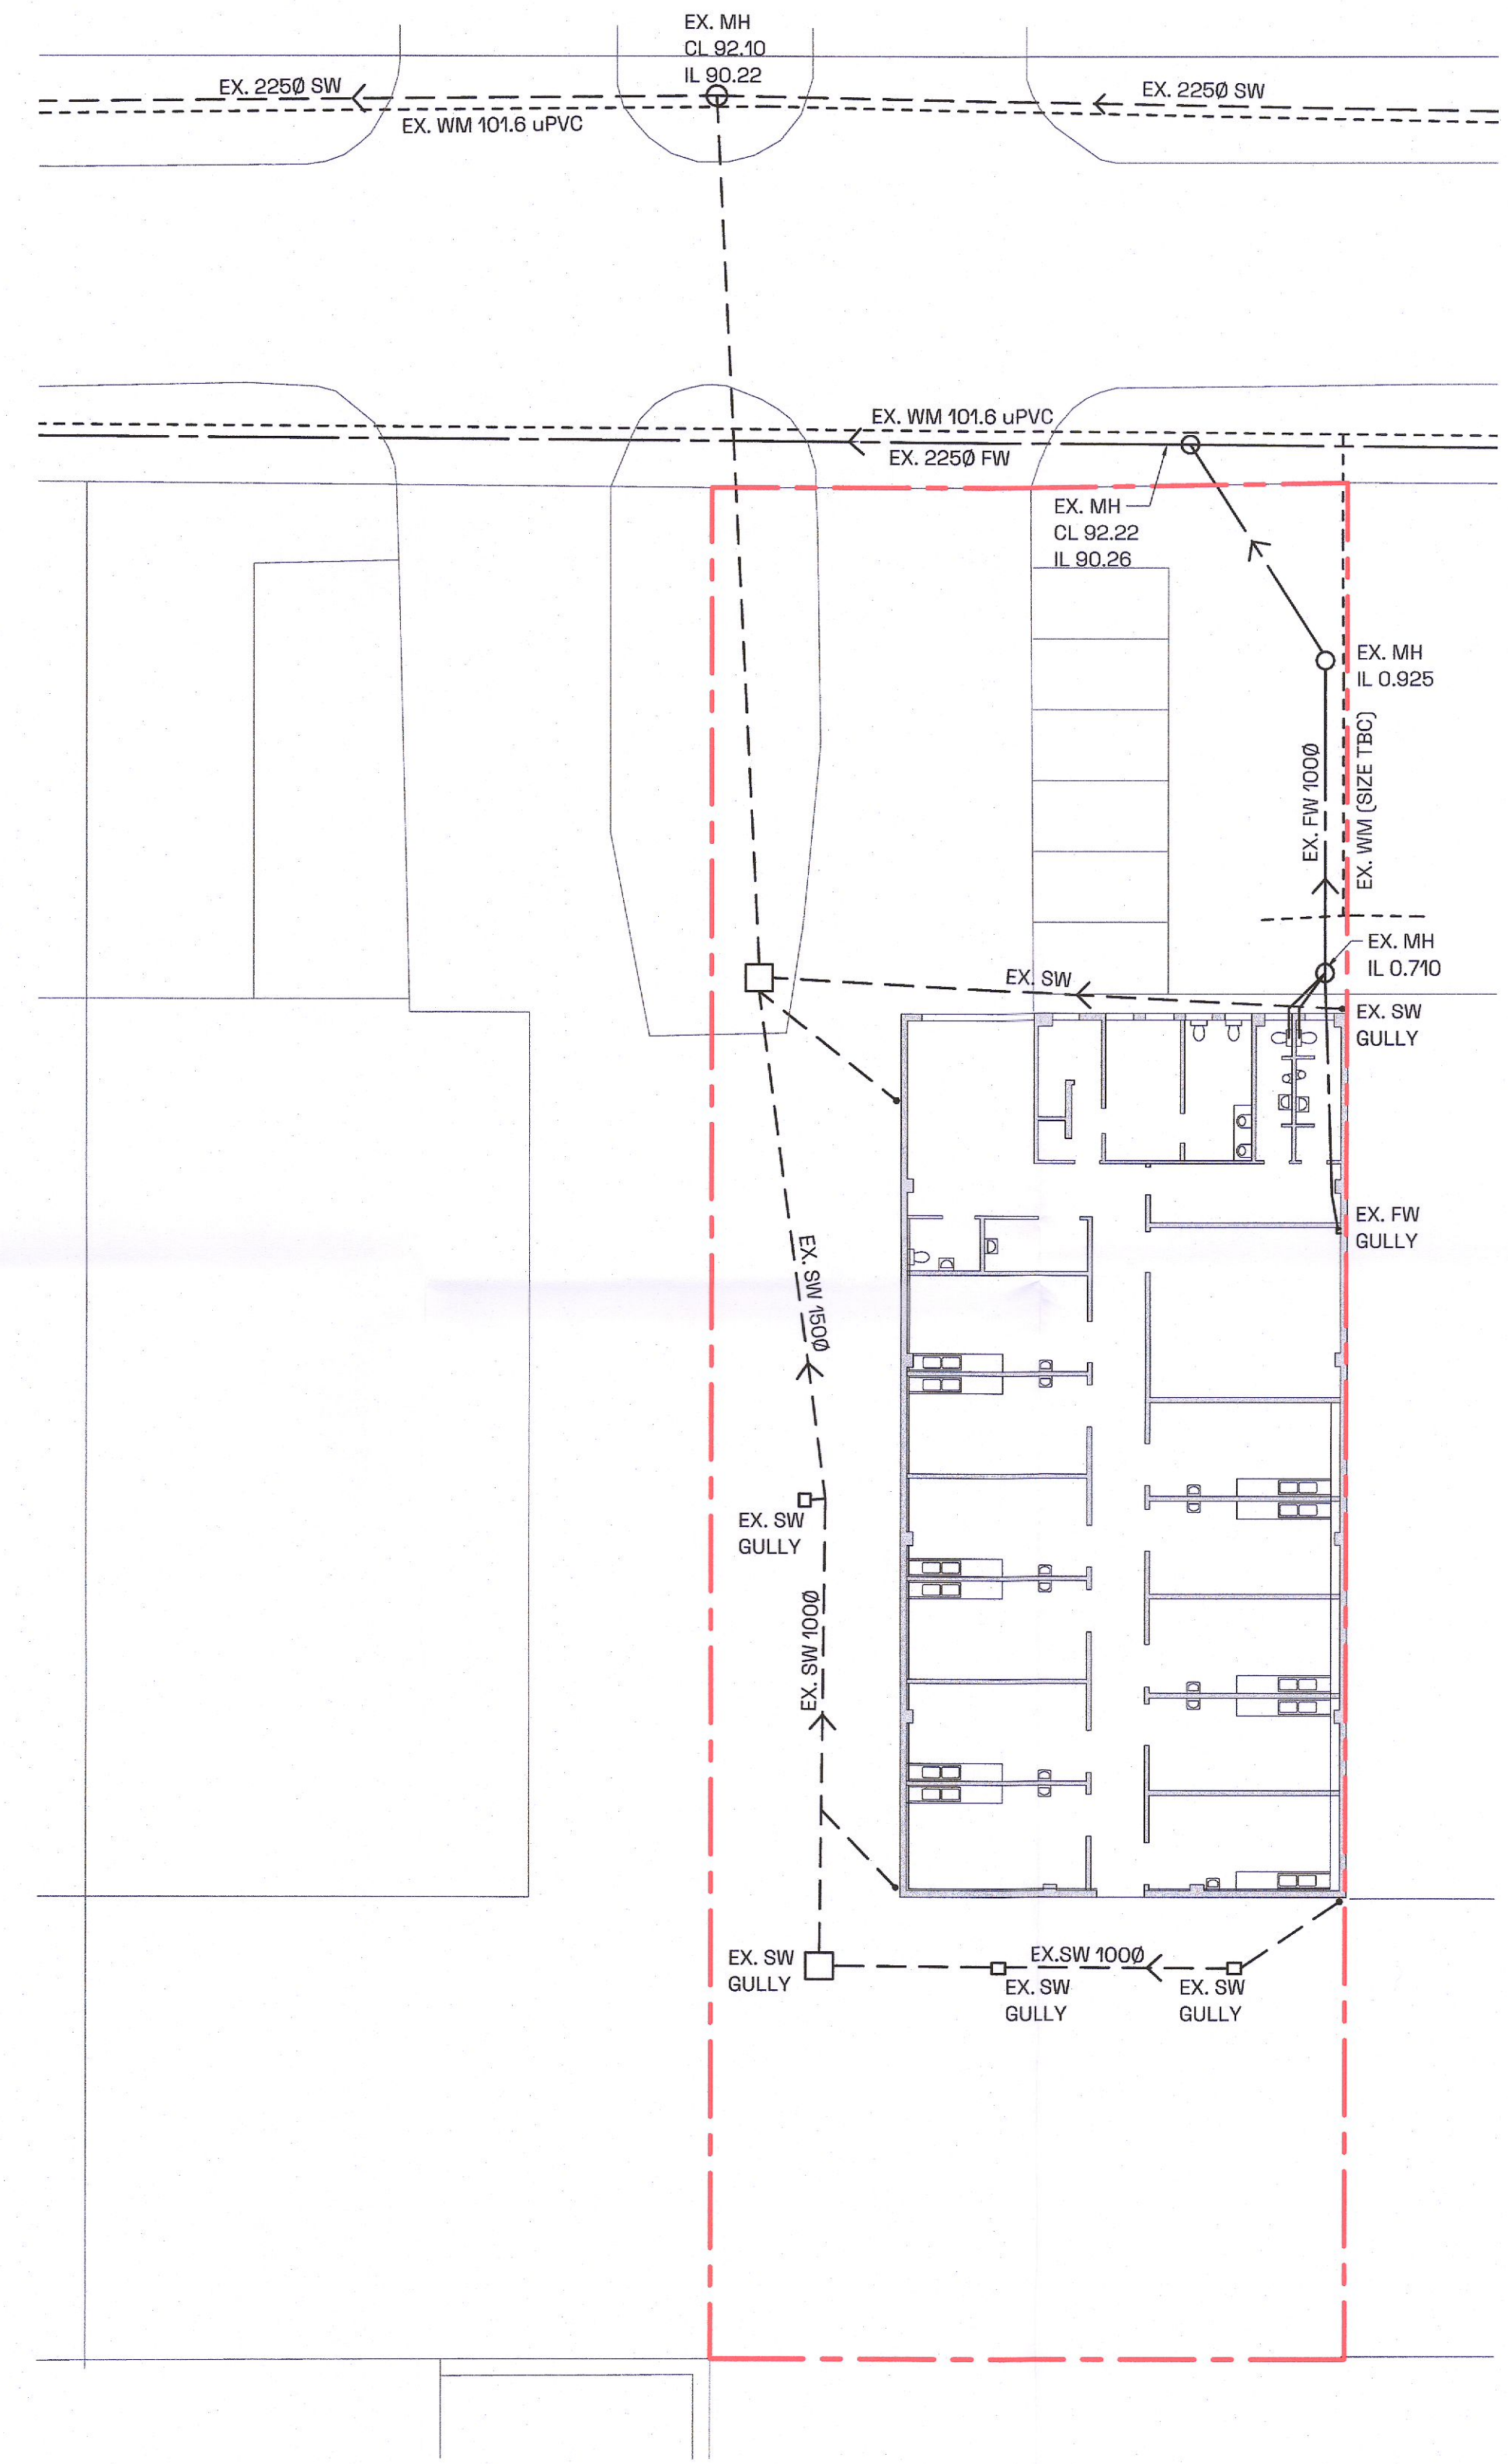 EX. MH
CL 92.10
IL 90.22
EX. 225Ø SW
EX. 225Ø SW
EX. WM 101.6 uPVC
EX. WM 101.6 uPVC
EX. 225Ø FW
EX. MH
CL 92.22
IL 90.26
EX. MH
IL 0.925
EX. FW 100Ø
EX. WM (SIZE TBC)
EX. MH
IL 0.710
EX. SW
EX. SW
GULLY
EX. FW
GULLY
EX. SW 150Ø
EX. SW
GULLY
EX. SW 100Ø
EX. SW
GULLY
EX.SW 100Ø
EX. SW
GULLY
EX. SW
GULLY